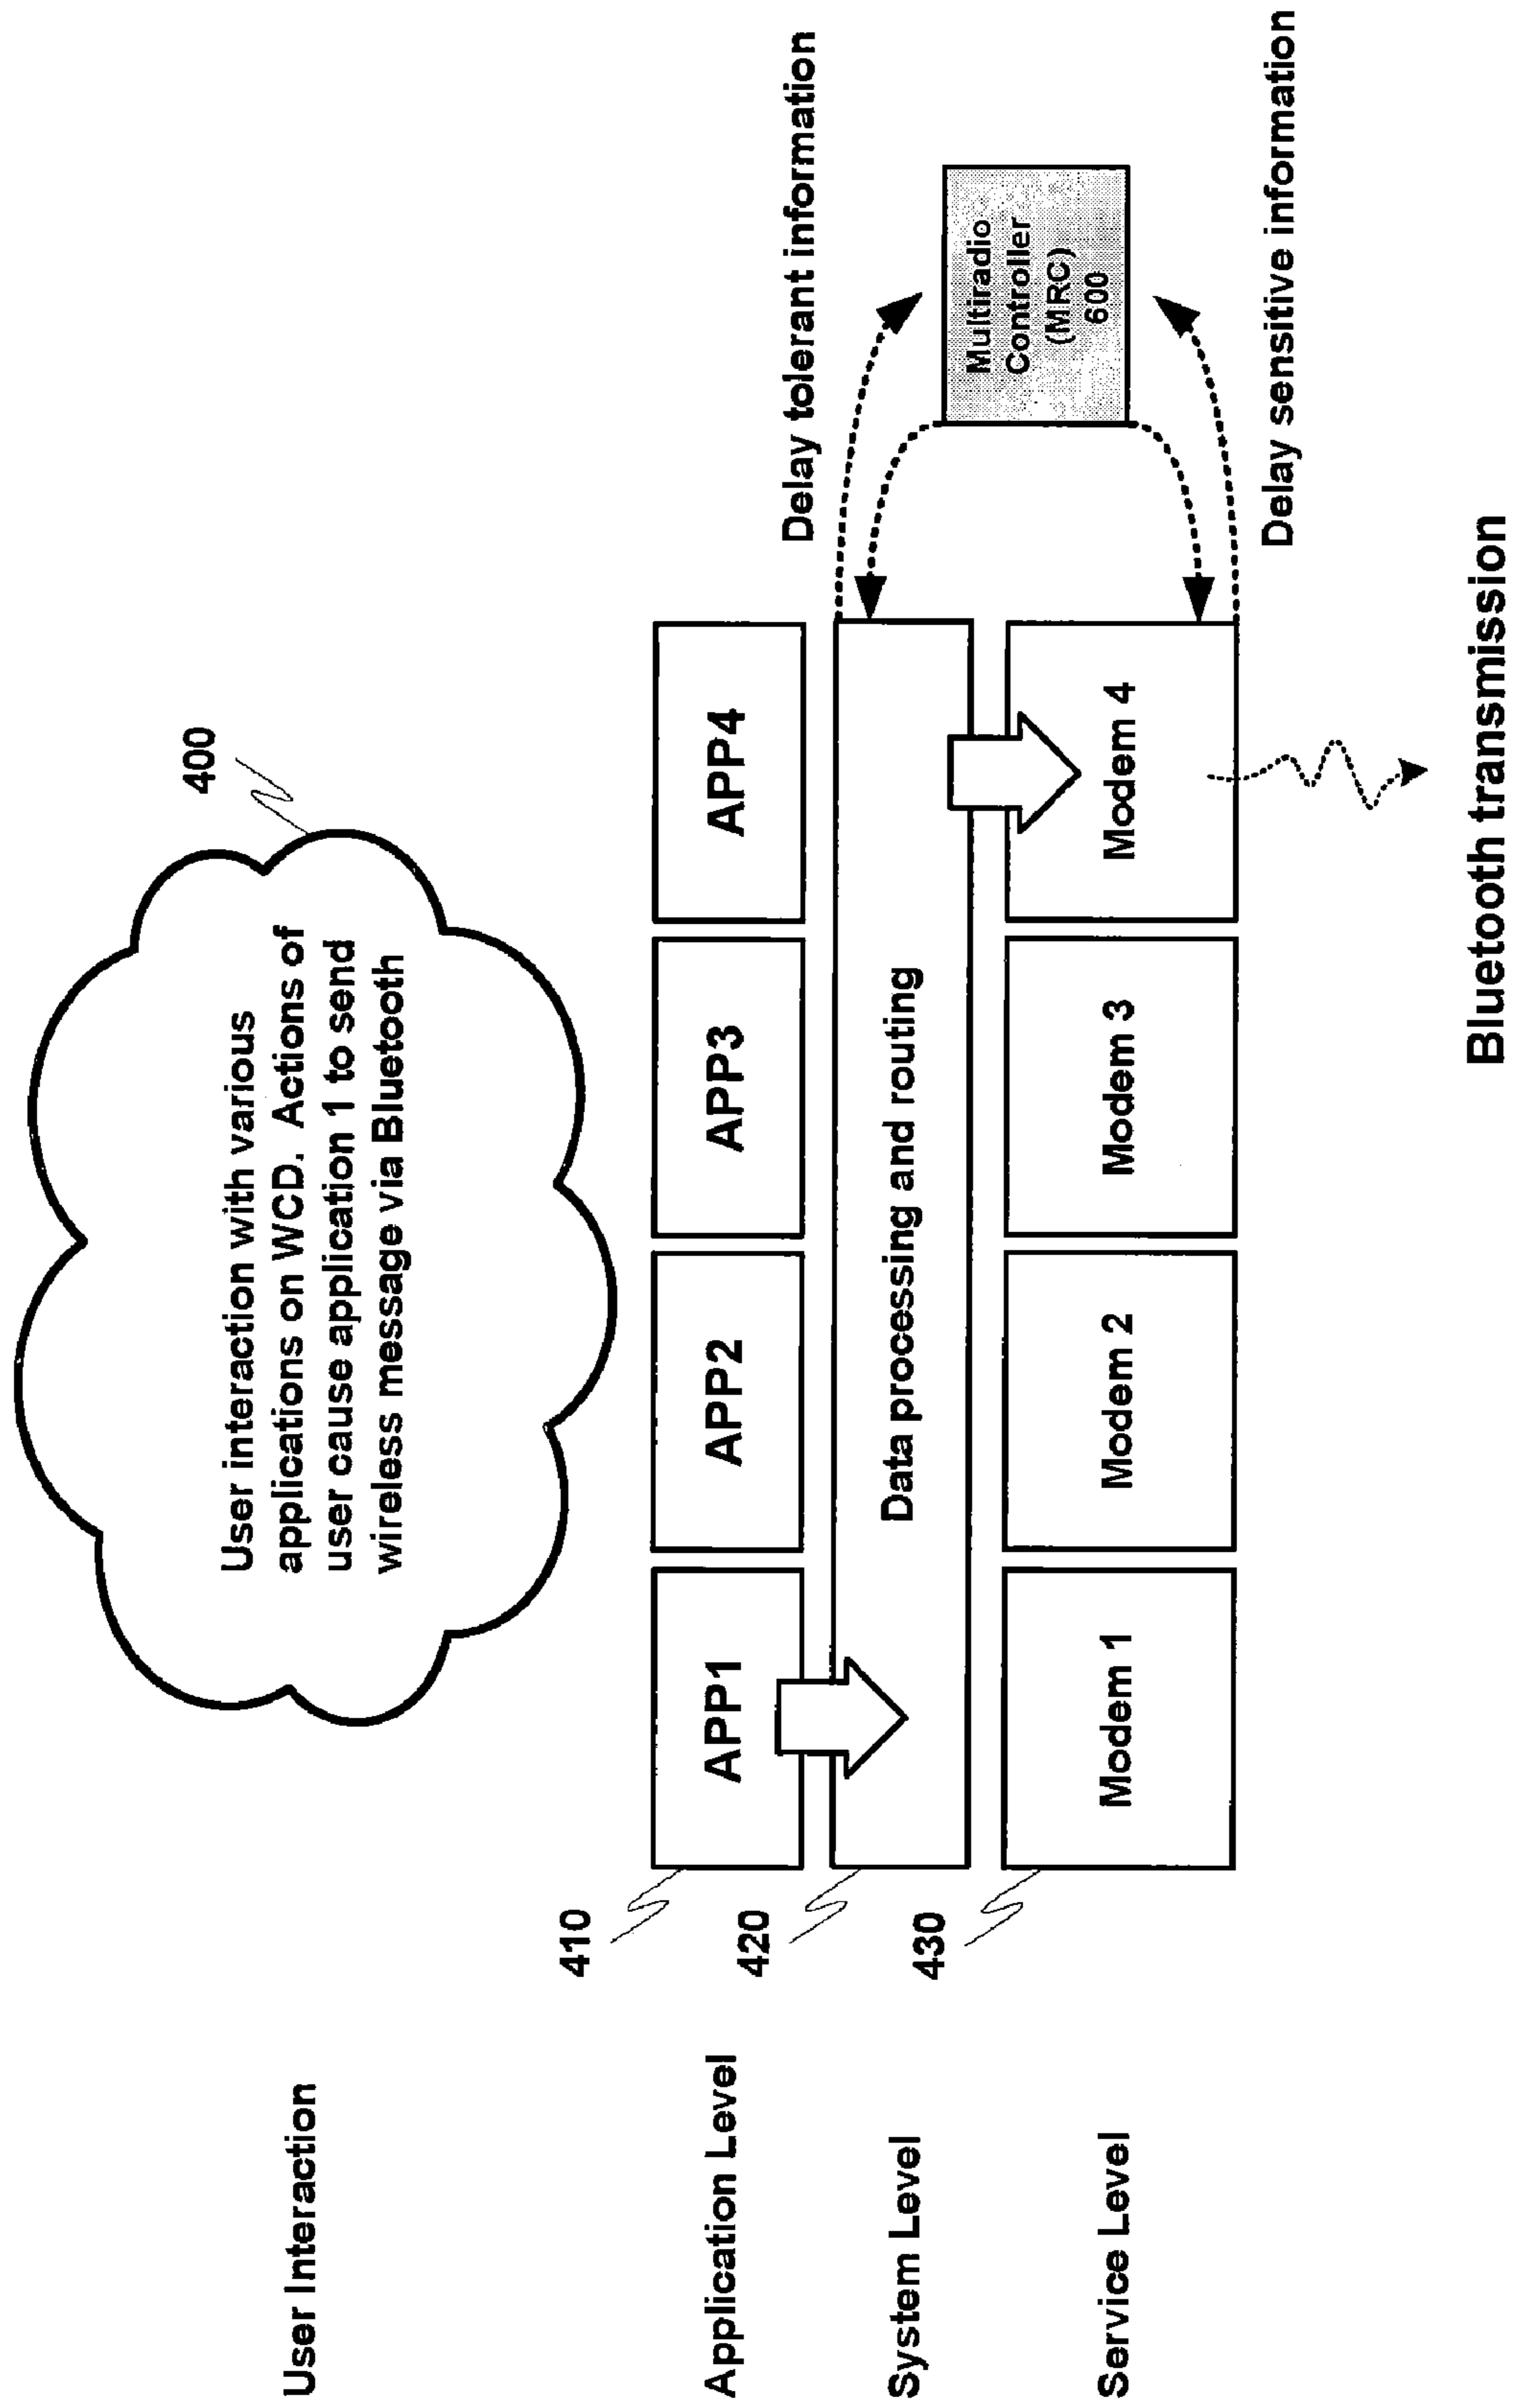 400
User Interaction
User interaction with various
applications on WCD. Actions of
user cause application 1 to send
wireless message via Bluetooth
410
Application Level
APP1
APP2
APP3
APP4
Delay tolerant information
420
System Level
Data processing and routing
Multiradio
Controller
(MRC)
600
430
Service Level
Modem 1
Modem 2
Modem 3
Modem 4
Delay sensitive information
Bluetooth transmission